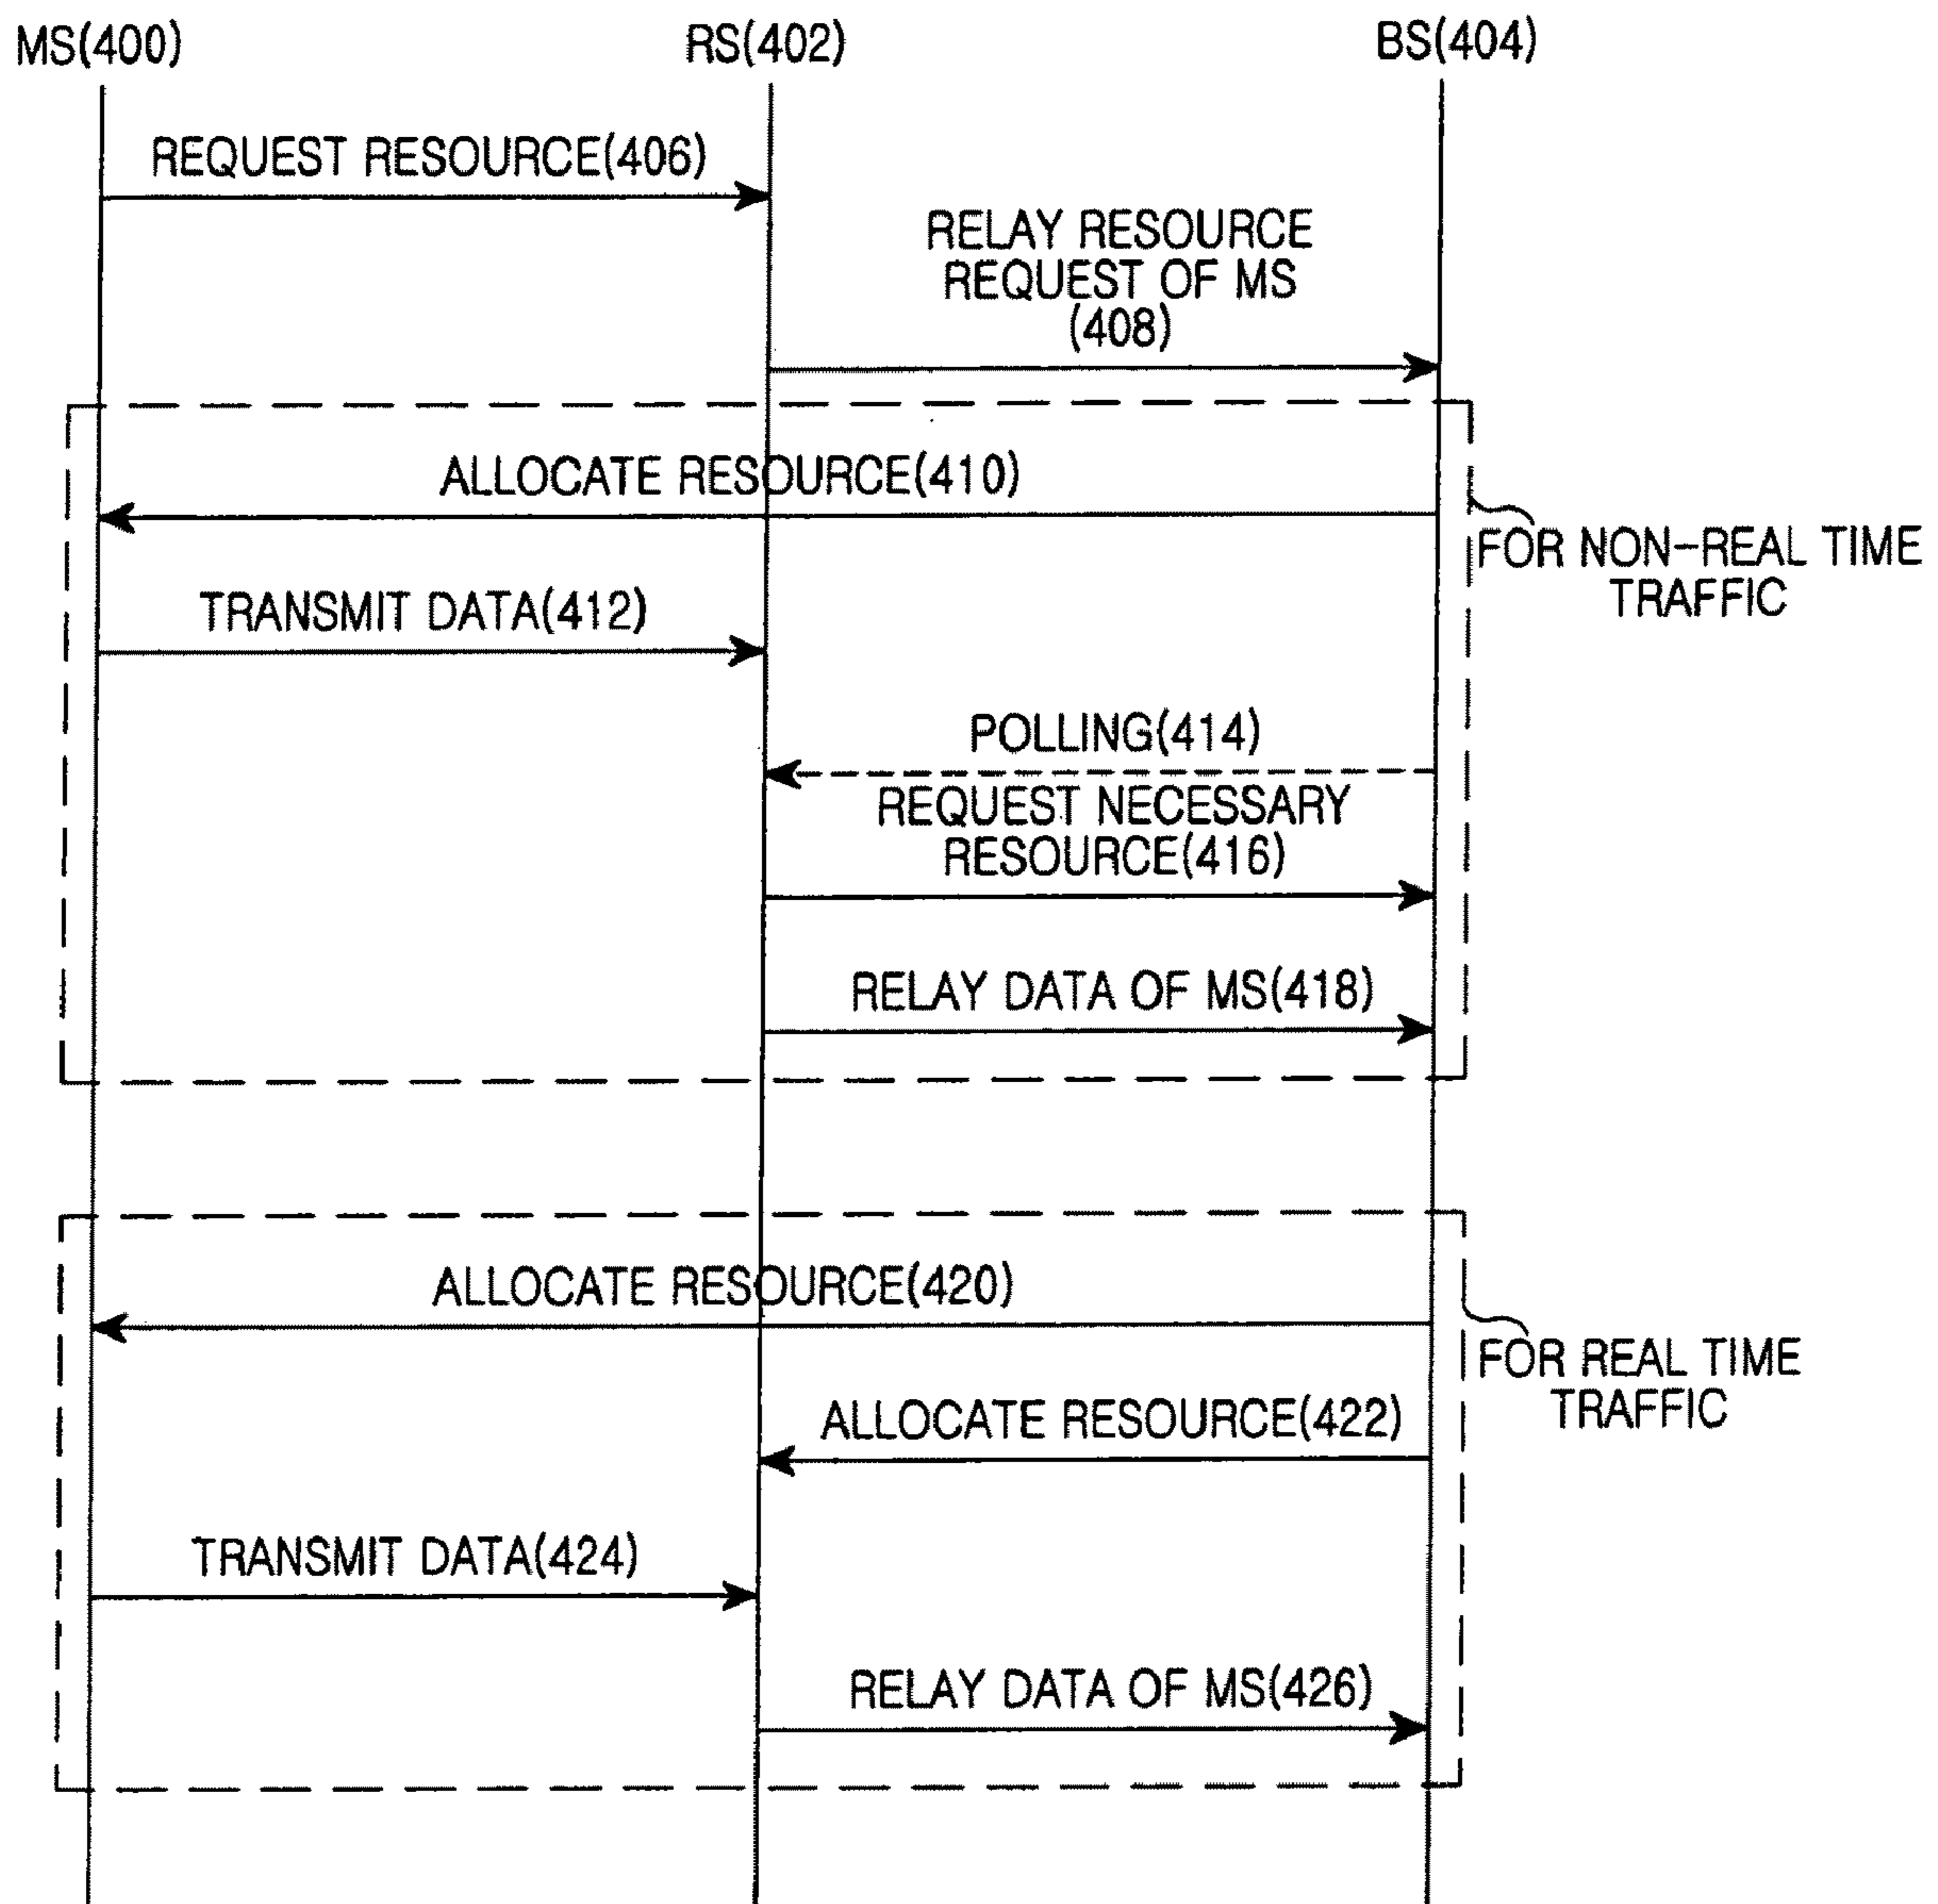 MS(400)
RS(402)
BS(404)
REQUEST RESOURCE(406)
RELAY RESOURCE
REQUEST OF MS
(408)
ALLOCATE RESOURCE(410)
FOR NON-REAL TIME
TRAFFIC
TRANSMIT DATA(412)
POLLING(414)
REQUEST NECESSARY
RESOURCE(416)
RELAY DATA OF MS(418)
ALLOCATE RESOURCE(420)
FOR REAL TIME
TRAFFIC
ALLOCATE RESOURCE(422)
TRANSMIT DATA(424)
RELAY DATA OF MS(426)